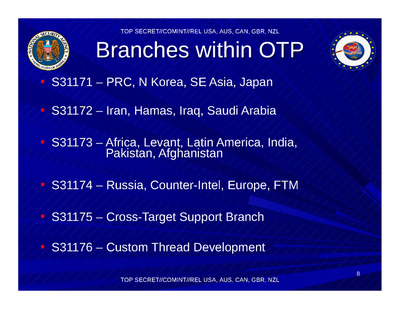 TOP SECRET//COMINT//REL USA, AUS, CAN, GBR, NZL
Branches within OTP
• S31171 – PRC, N Korea, SE Asia, Japan
• S31172 – Iran, Hamas, Iraq, Saudi Arabia
• S31173 – Africa, Levant, Latin America, India,
Pakistan, Afghanistan
• S31174 – Russia, Counter-Intel, Europe, FTM
• S31175 – Cross-Target Support Branch
• S31176 – Custom Thread Development
8
TOP SECRET//COMINT//REL USA, AUS, CAN, GBR, NZL